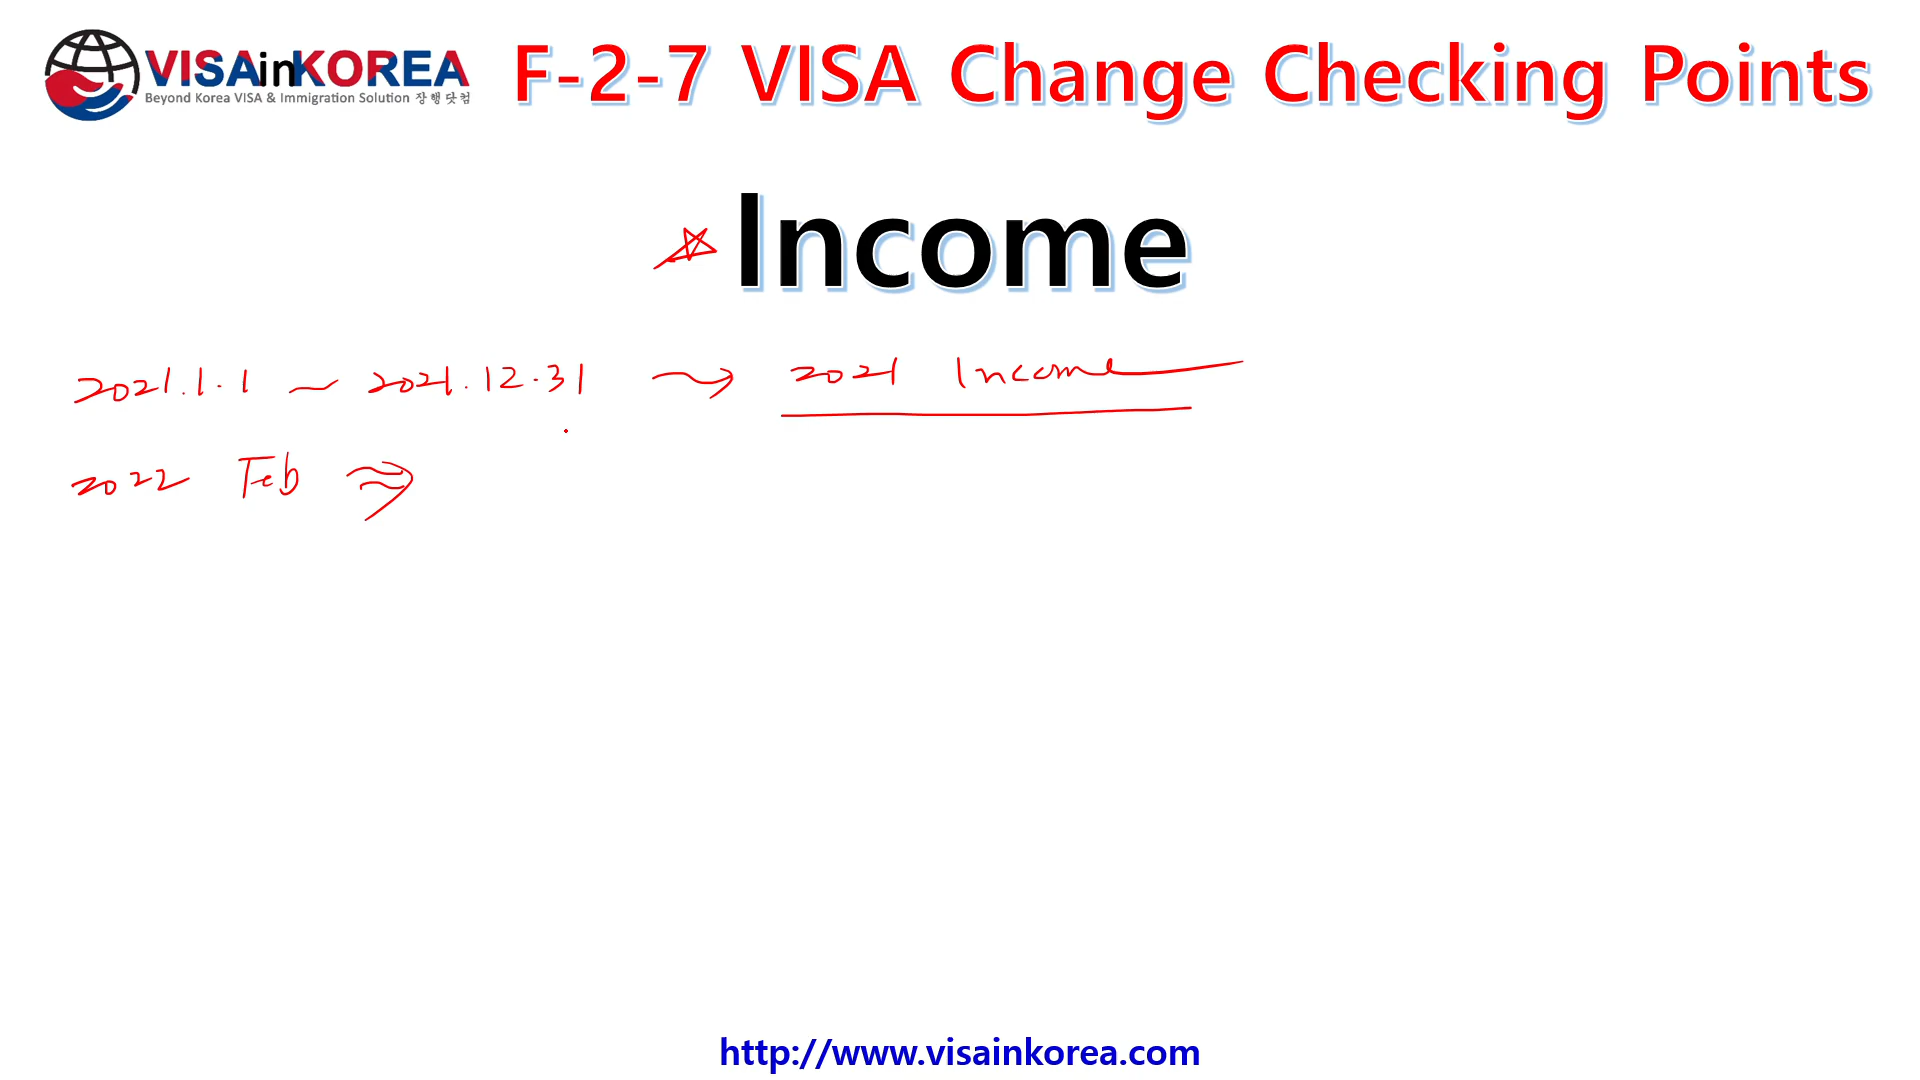 VISAinKOREA
Beyond Korea VISA & Immigration Solution 장행닷컴
F-2-7 VISA Change Checking Points
Income
2021.1.1 ~ 2021.12.31 → 2021 Income
2022 Feb ⇒
http://www.visainkorea.com